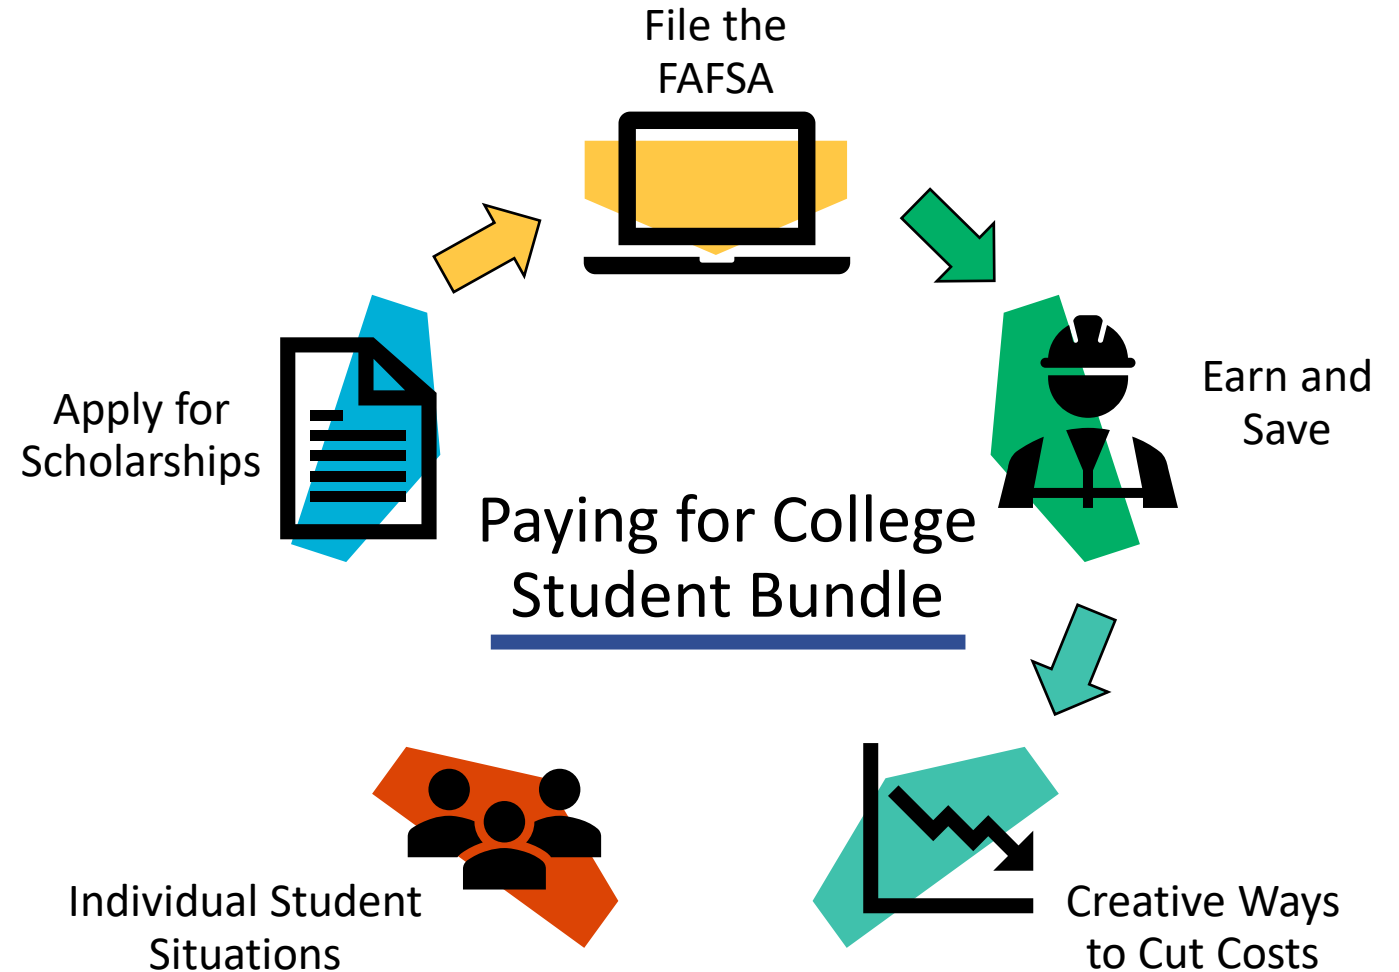 File the
FAFSA
Earn and
Save
Apply for
Scholarships
Paying for College
Student Bundle
Individual Student
Situations
Creative Ways
to Cut Costs